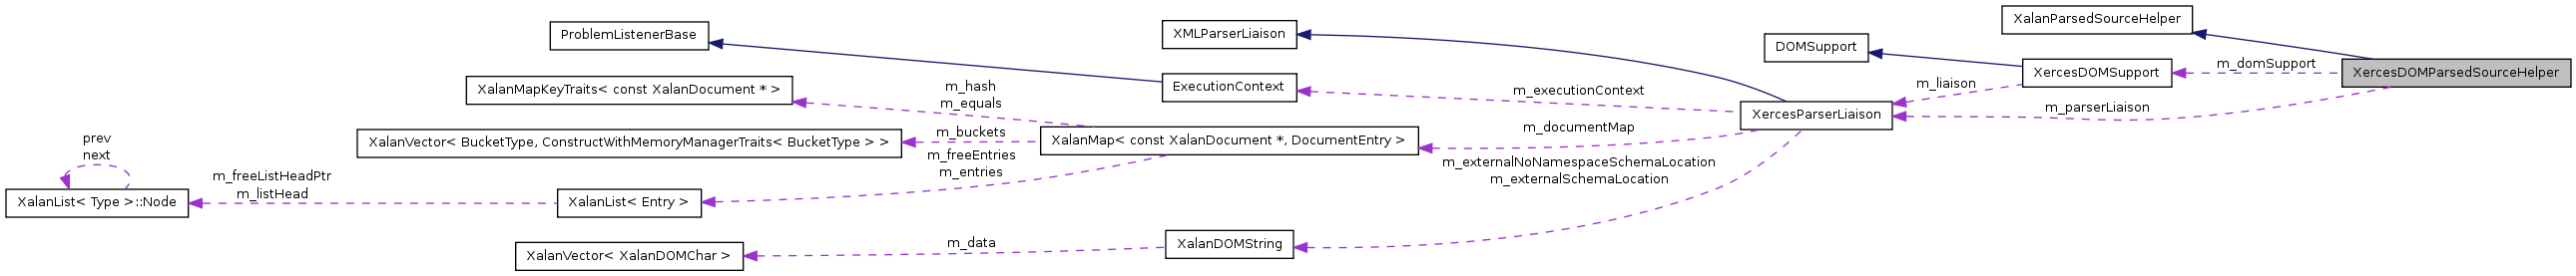 XalanParsedSourceHelper
ProblemListenerBase
XMLParserLiaison
DOMSupport
XercesDOMSupport
m_domSupport
XercesDOMParsedSourceHelper
XalanMapKeyTraits< const XalanDocument * >
m_hash
m_equals
ExecutionContext
m_executionContext
m_liaison
m_parserLiaison
XercesParserLiaison
XalanVector< BucketType, ConstructWithMemoryManagerTraits< BucketType > >
m_buckets
XalanMap< const XalanDocument *, DocumentEntry >
m_documentMap
prev
next
m_freeEntries
m_entries
m_externalNoNamespaceSchemaLocation
m_externalSchemaLocation
XalanList< Type >::Node
m_freeListHeadPtr
m_listHead
XalanList< Entry >
XalanVector< XalanDOMChar >
m_data
XalanDOMString